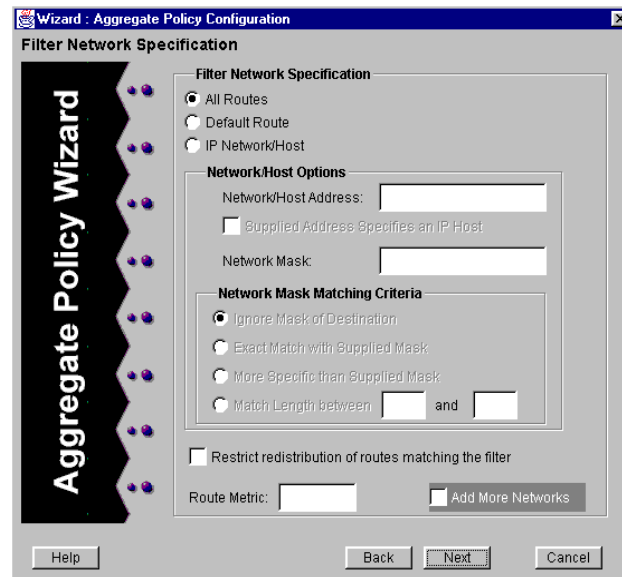 Wizard : Aggregate Policy Configuration
Filter Network Specification
Aggregate Policy Wizard
Filter Network Specification
All Routes
Default Route
IP Network/Host
Network/Host Options
Network/Host Address:
Supplied Address Specifies an IP Host
Network Mask:
Network Mask Matching Criteria
Ignore Mask of Destination
Exact Match with Supplied Mask
More Specific than Supplied Mask
Match Length between and
Restrict redistribution of routes matching the filter
Route Metric: Add More Networks
Help Back Next Cancel